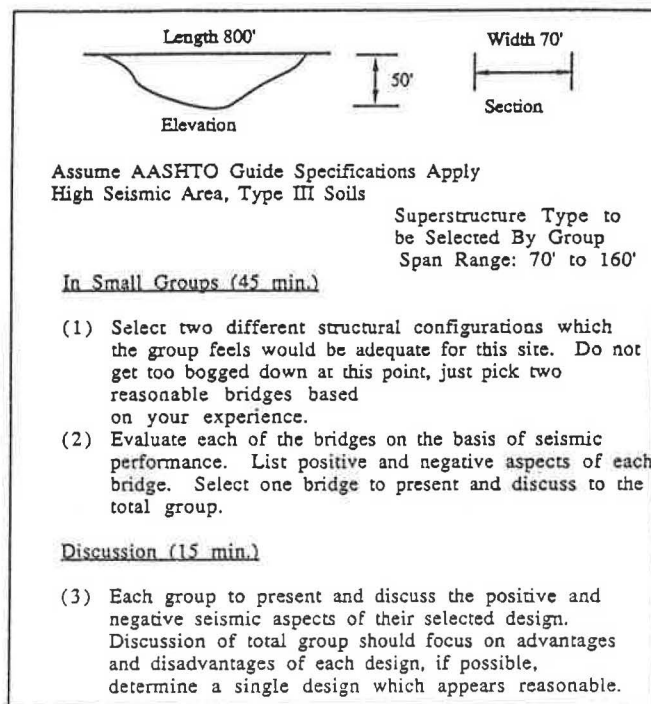 Length 800'
Width 70'
50'
Elevation
Section
Assume AASHTO Guide Specifications Apply
High Seismic Area, Type III Soils
Superstructure Type to
be Selected By Group
Span Range: 70' to 160'
In Small Groups (45 min.)
(1) Select two different structural configurations which
the group feels would be adequate for this site. Do not
get too bogged down at this point, just pick two
reasonable bridges based
on your experience.
(2) Evaluate each of the bridges on the basis of seismic
performance. List positive and negative aspects of each
bridge. Select one bridge to present and discuss to the
total group.
Discussion (15 min.)
(3) Each group to present and discuss the positive and
negative seismic aspects of their selected design.
Discussion of total group should focus on advantages
and disadvantages of each design, if possible,
determine a single design which appears reasonable.